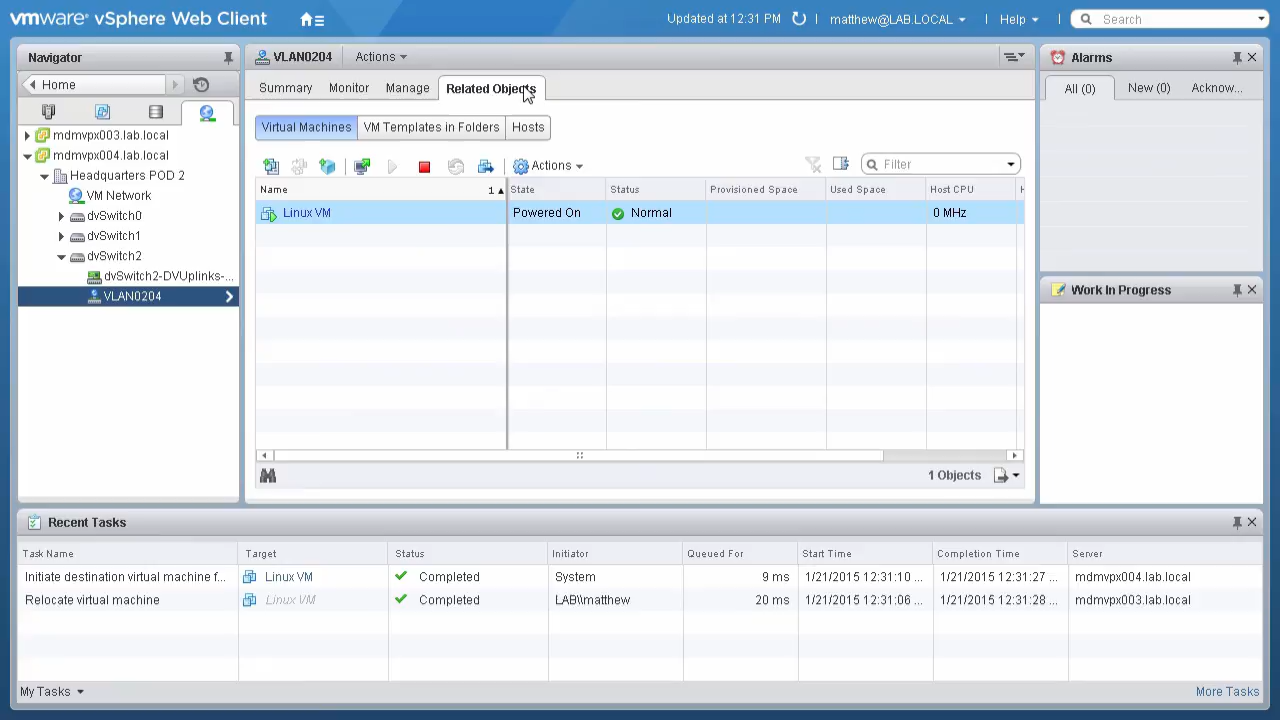 vmware® vSphere Web Client
Updated at 12:31 PM
matthew@LAB.LOCAL
Help
Search
Navigator
Home
mdmvpx003.lab.local
mdmvpx004.lab.local
Headquarters POD 2
VM Network
dvSwitch0
dvSwitch1
dvSwitch2
dvSwitch2-DVUplinks-...
VLAN0204
VLAN0204
Actions
Summary Monitor Manage Related Objects
Virtual Machines VM Templates in Folders Hosts
Actions
Filter
Name 1 State Status Provisioned Space Used Space Host CPU H
Linux VM Powered On Normal 0 MHz
1 Objects
Alarms
All (0) New (0) Acknow...
Work In Progress
Recent Tasks
Task Name Target Status Initiator Queued For Start Time Completion Time Server
Initiate destination virtual machine f... Linux VM Completed System 9 ms 1/21/2015 12:31:10 ... 1/21/2015 12:31:27 ... mdmvpx004.lab.local
Relocate virtual machine Linux VM Completed LAB\\matthew 20 ms 1/21/2015 12:31:06 ... 1/21/2015 12:31:28 ... mdmvpx003.lab.local
My Tasks
More Tasks